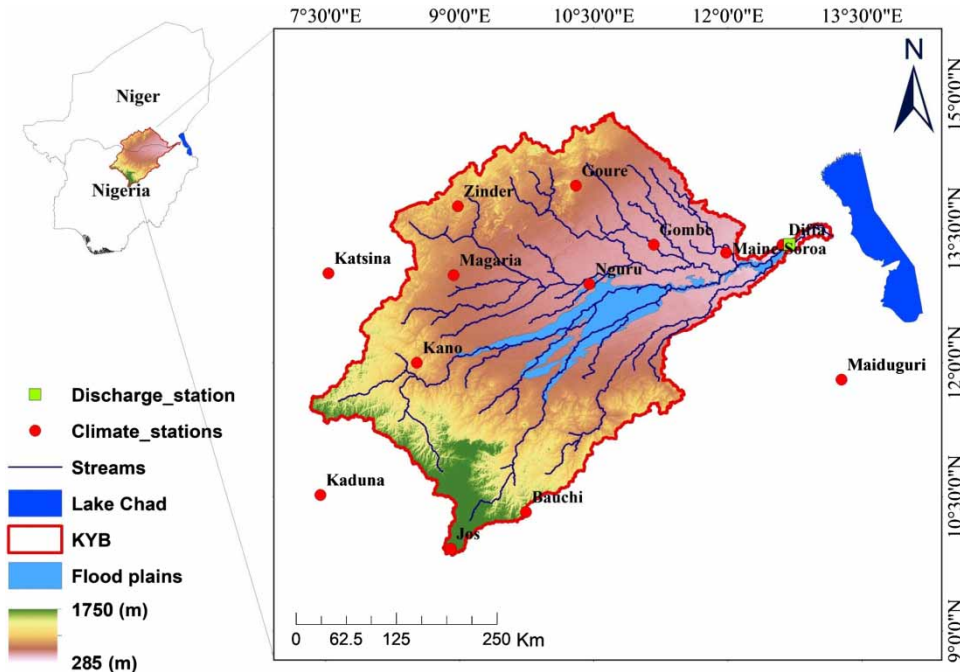 7°30'0"E 9°0'0"E 10°30'0"E 12°0'0"E 13°30'0"E
N
15°0'0"N
13°30'0"N
12°0'0"N
10°30'0"N
9°0'0"N
Niger
Nigeria
Goure
Zinder
Gombe
Diffa
Maine-Soroa
Katsina
Magaria
Nguru
Kano
Maiduguri
Kaduna
Bauchi
Jos
Discharge_station
Climate_stations
Streams
Lake Chad
KYB
Flood plains
1750 (m)
285 (m)
0 62.5 125 250 Km